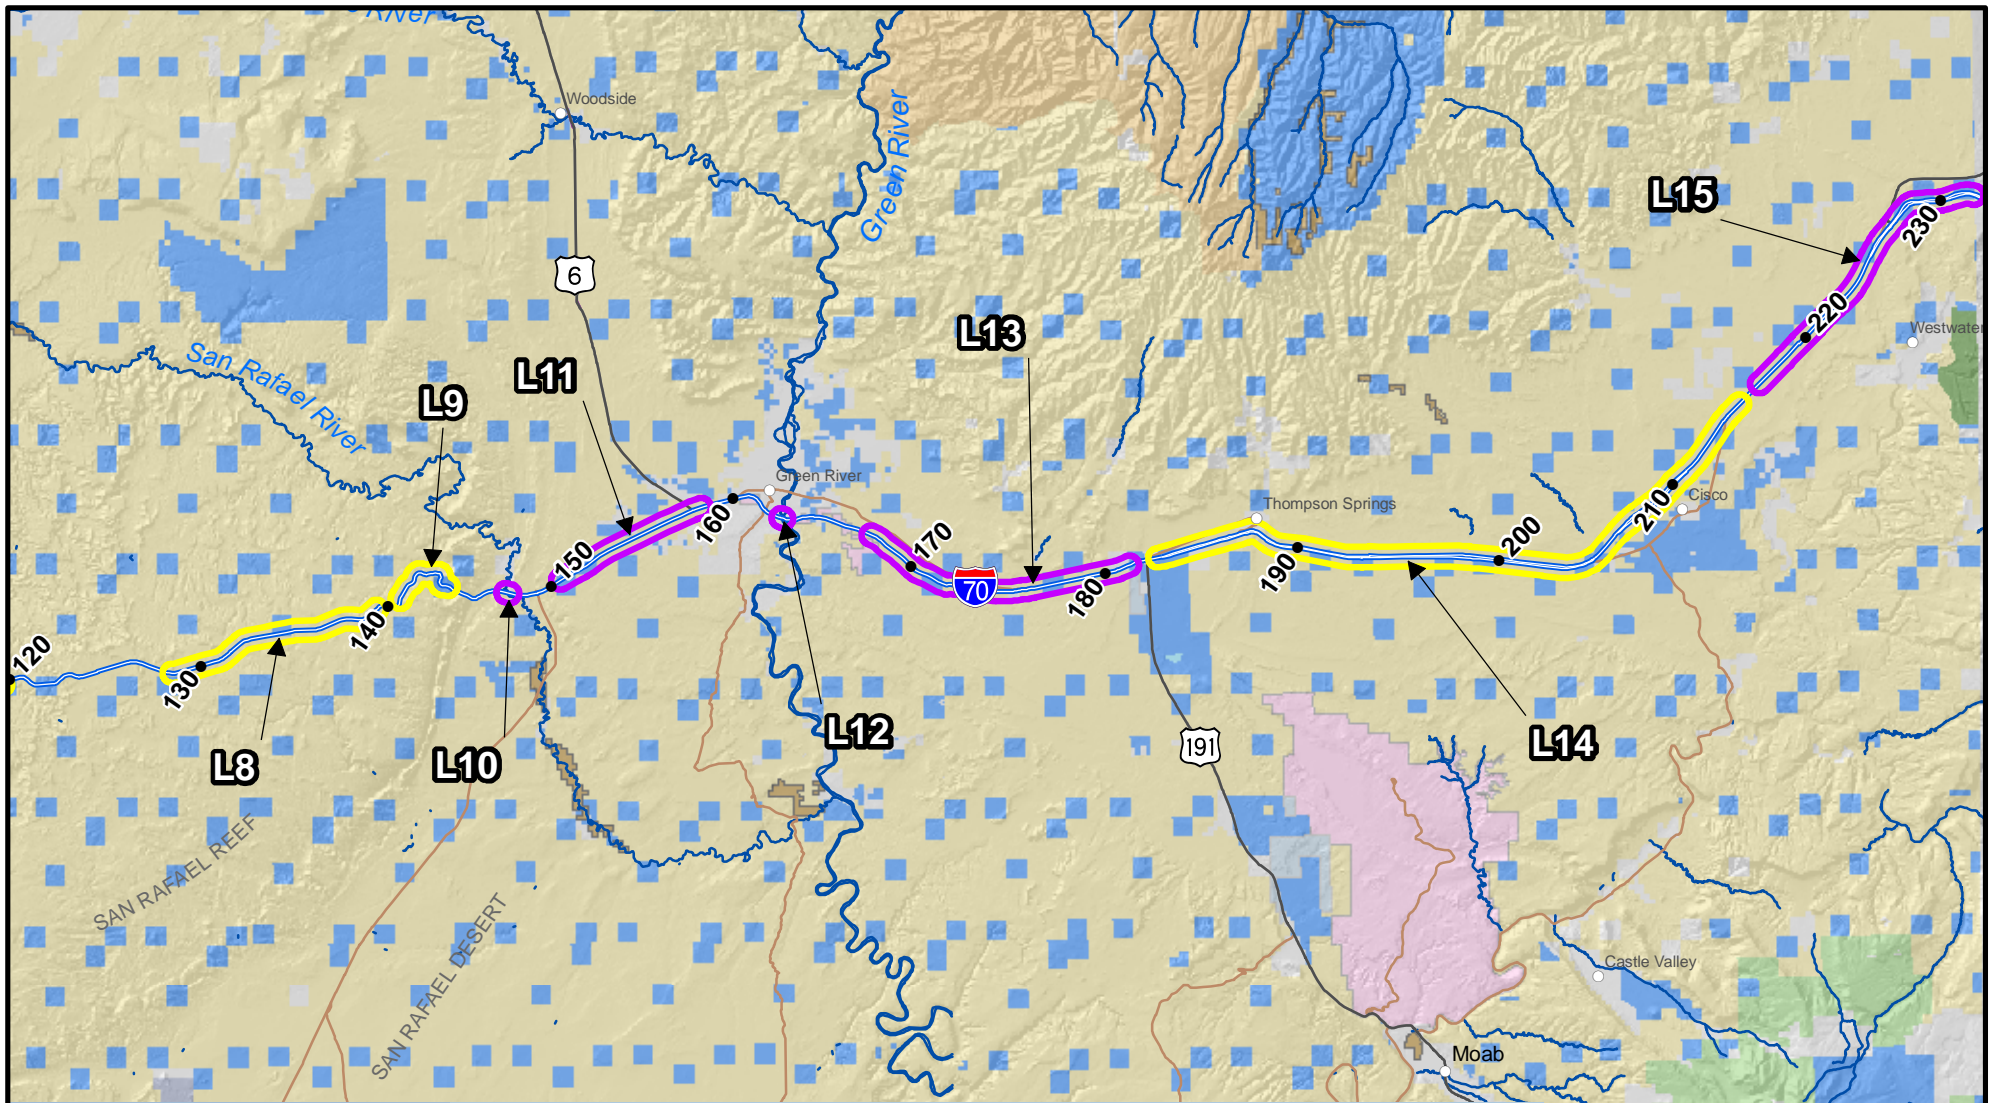 River
Woodside
Green River
L15
230
6
220
Westwater
L13
San Rafael River
L11
L9
Green River
Thompson Springs
Cisco
210
160
170
200
150
70
190
180
140
120
130
L12
191
L14
L8
L10
SAN RAFAEL REEF
SAN RAFAEL DESERT
Castle Valley
Moab